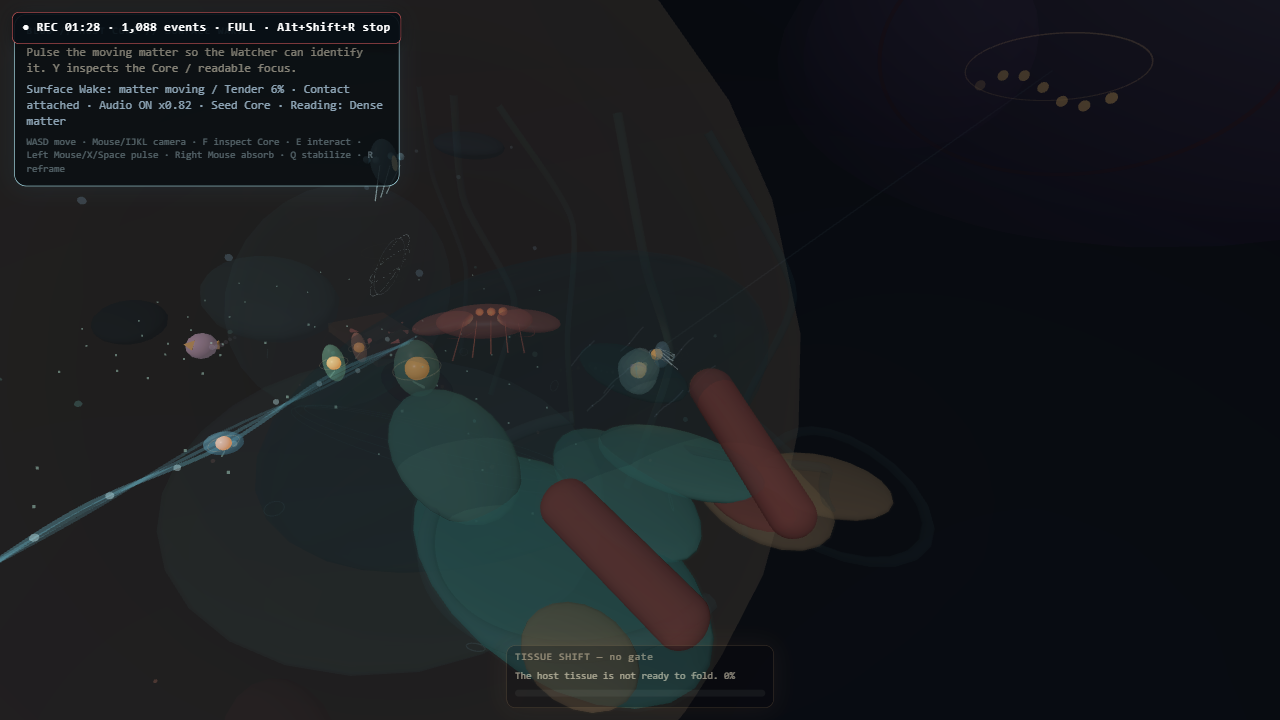 ● REC 01:28 · 1,088 events · FULL · Alt+Shift+R stop
Pulse the moving matter so the Watcher can identify
it. Y inspects the Core / readable focus.
Surface Wake: matter moving / Tender 6% · Contact
attached · Audio ON x0.82 · Seed Core · Reading: Dense
matter
WASD move · Mouse/IJKL camera · F inspect Core · E interact ·
Left Mouse/X/Space pulse · Right Mouse absorb · Q stabilize · R
reframe
TISSUE SHIFT — no gate
The host tissue is not ready to fold. 0%